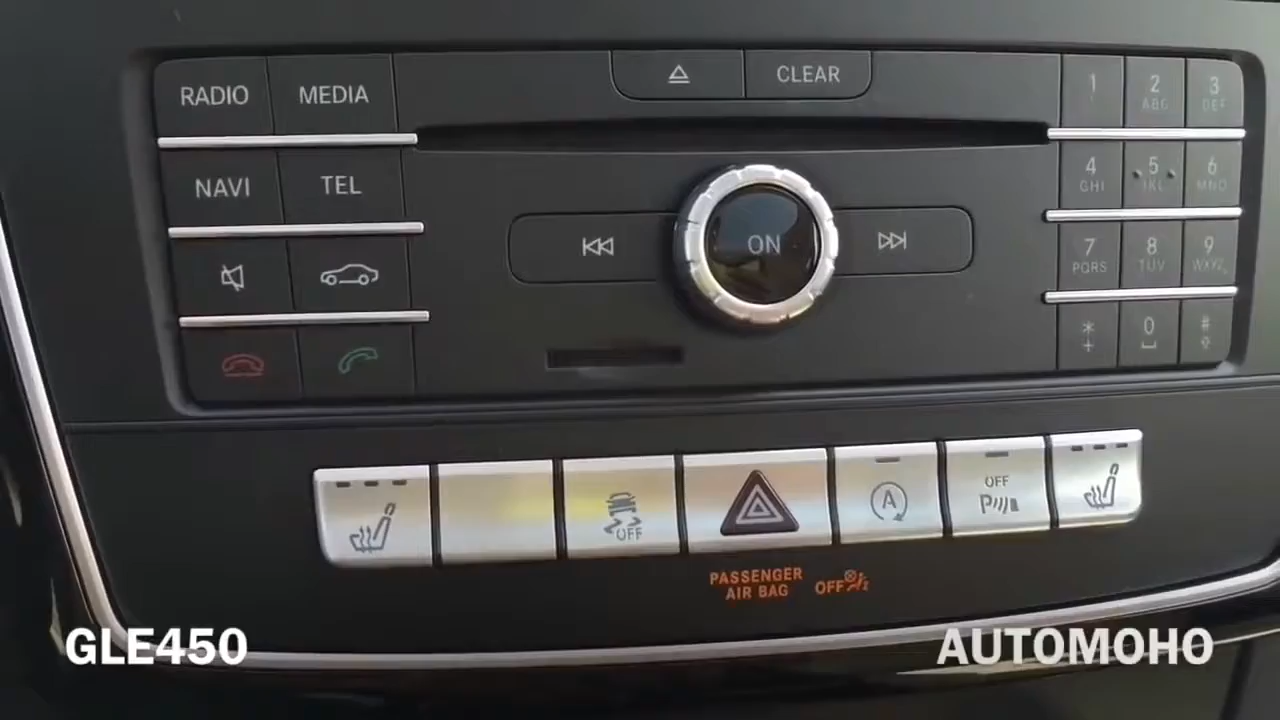 RADIO MEDIA CLEAR 1 2 ABC 3 DEF
NAVI TEL 4 GHI 5 JKL 6 MNO
ON 7 PQRS 8 TUV 9 WXYZ
* + 0 #
OFF
A
OFF
P
PASSENGER
AIR BAG OFF
GLE450
AUTOMOHO